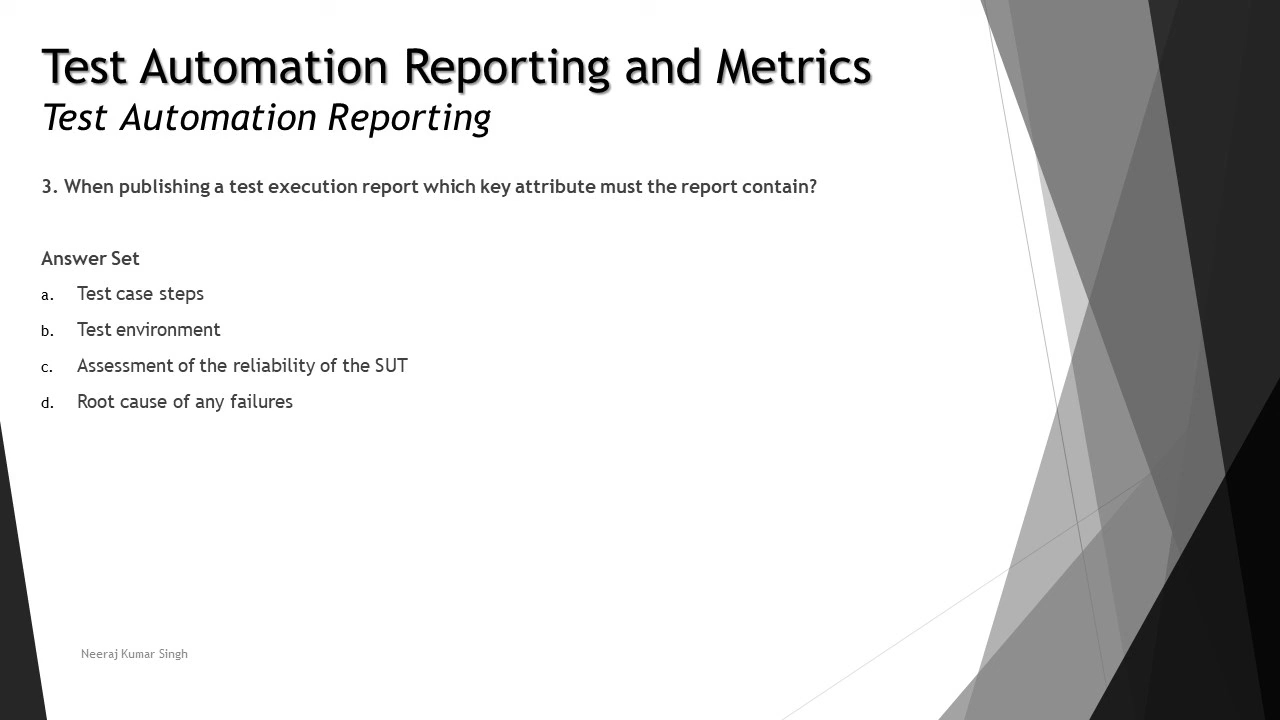 Test Automation Reporting and Metrics
Test Automation Reporting
3. When publishing a test execution report which key attribute must the report contain?
Answer Set
a. Test case steps
b. Test environment
c. Assessment of the reliability of the SUT
d. Root cause of any failures
Neeraj Kumar Singh